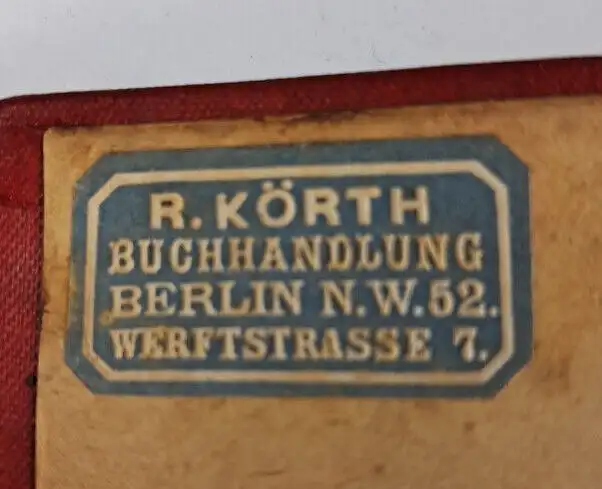 R. KÖRTH
BUCHHANDLUNG
BERLIN N.W.52.
WERFTSTRASSE 7.